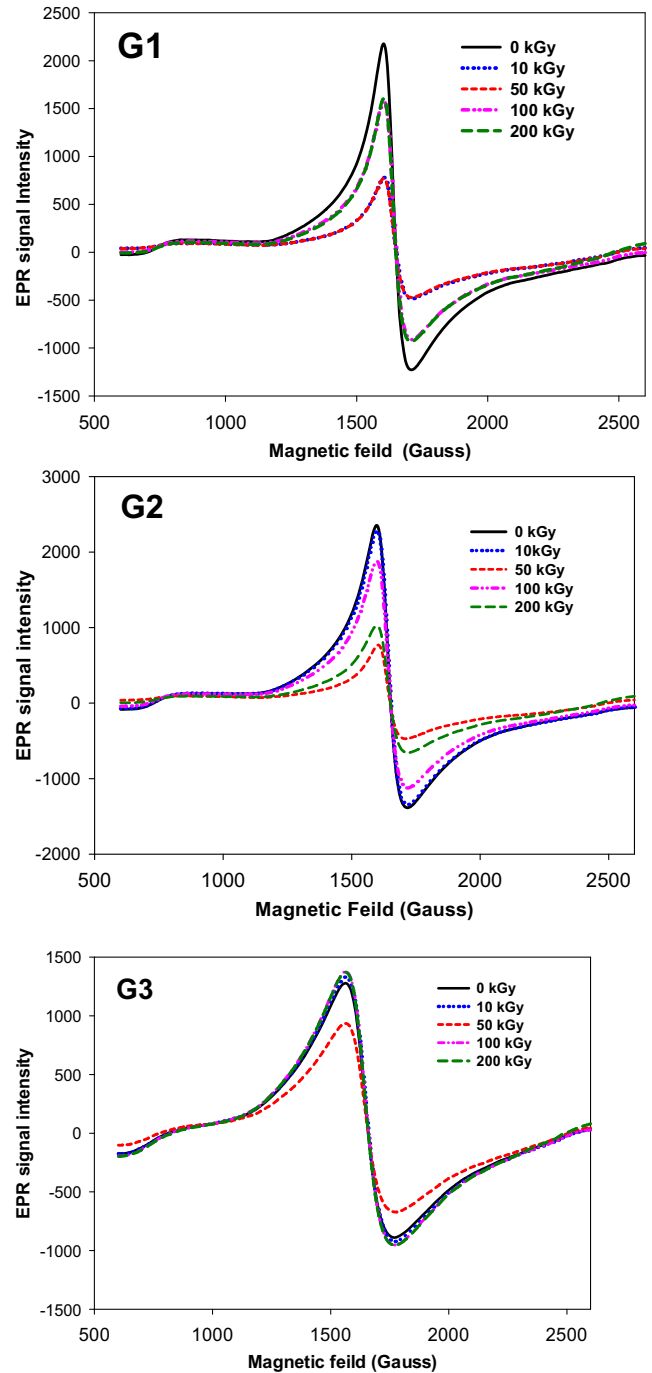 G1
0 kGy
10 kGy
50 kGy
100 kGy
200 kGy
2500
2000
1500
1000
500
0
-500
-1000
-1500
EPR signal Intensity
500 1000 1500 2000 2500
Magnetic feild (Gauss)
G2
0 kGy
10kGy
50 kGy
100 kGy
200 kGy
3000
2000
1000
0
-1000
-2000
EPR signal intensity
500 1000 1500 2000 2500
Magnetic Feild (Gauss)
G3
0 kGy
10 kGy
50 kGy
100 kGy
200 kGy
1500
1000
500
0
-500
-1000
-1500
EPR signal intensity
500 1000 1500 2000 2500
Magnetic feild (Gauss)